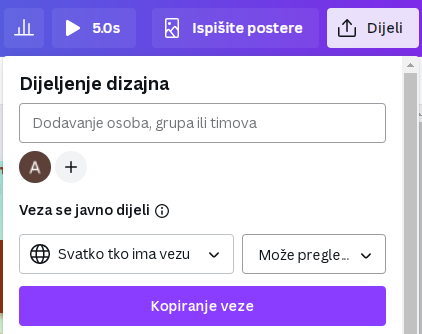 5.0s Ispišite postere Dijeli
Dijeljenje dizajna
Dodavanje osoba, grupa ili timova
A
Veza se javno dijeli
Svatko tko ima vezu Može pregle...
Kopiranje veze